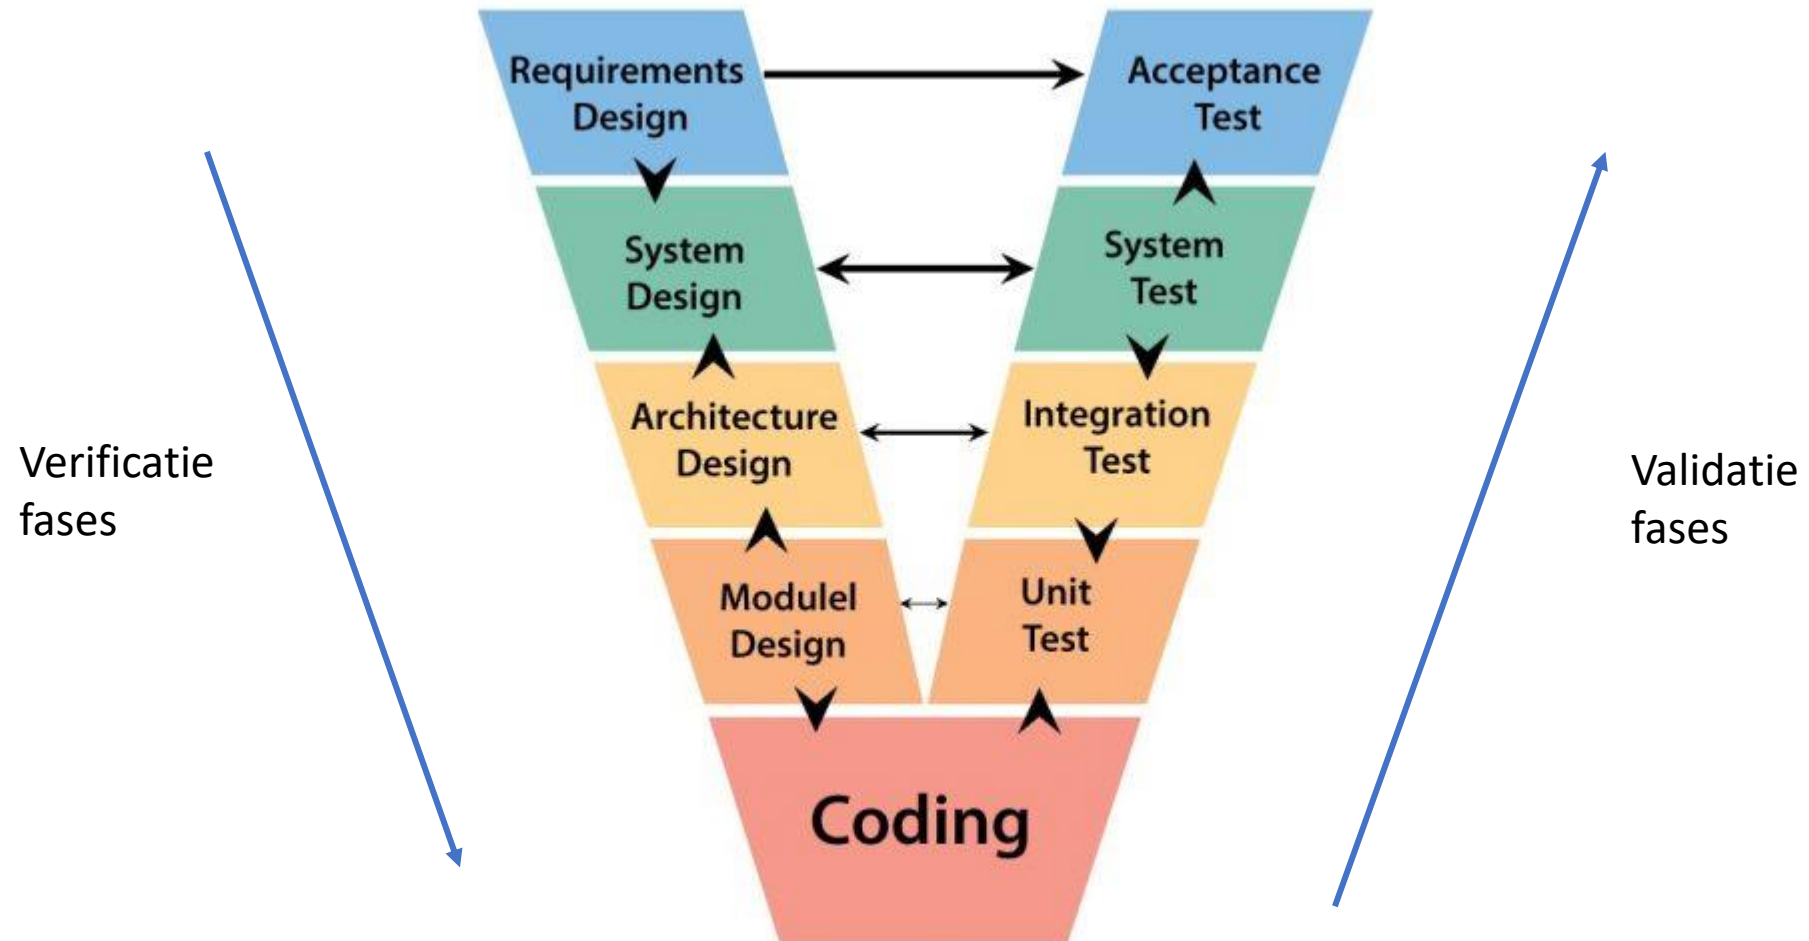 Requirements
Design
Acceptance
Test
System
Design
System
Test
Architecture
Design
Integration
Test
Verificatie
fases
Validatie
fases
Modulel
Design
Unit
Test
Coding